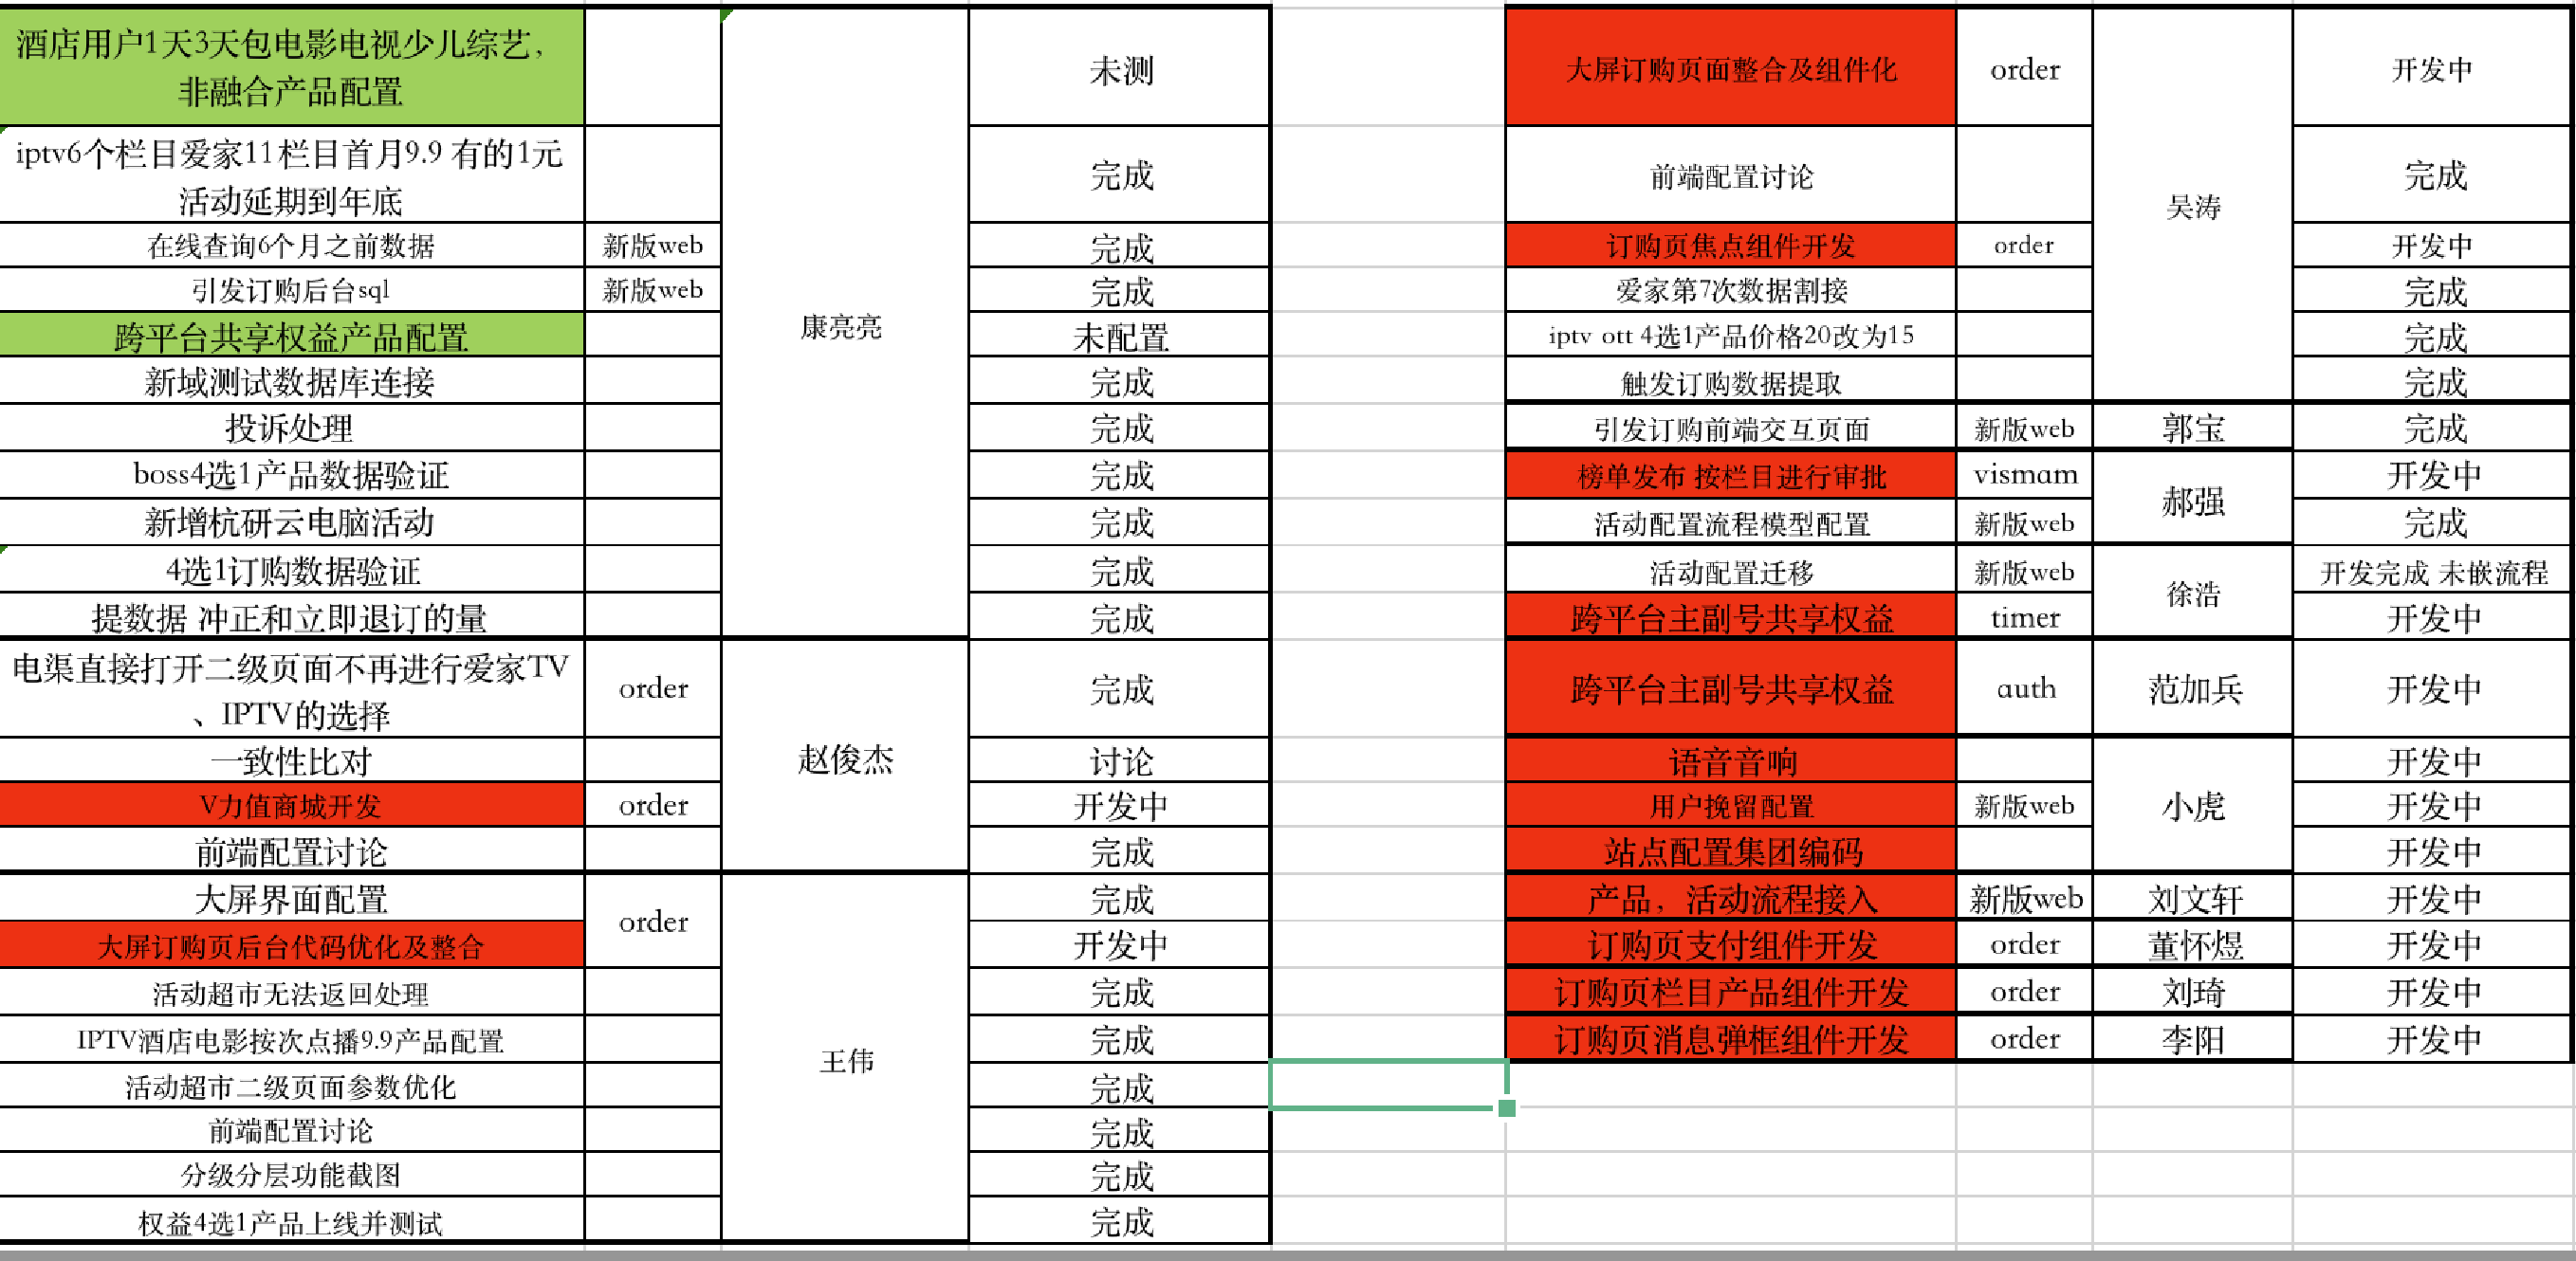 酒店用户1天3天包电影电视少儿综艺,
非融合产品配置
未测
iptv6个栏目爱家11栏目首月9.9 有的1元
活动延期到年底
完成
在线查询6个月之前数据 新版web 完成
引发订购后台sql 新版web 完成
康亮亮
跨平台共享权益产品配置 未配置
新域测试数据库连接 完成
投诉处理 完成
boss4选1产品数据验证 完成
新增杭研云电脑活动 完成
4选1订购数据验证 完成
提数据 冲正和立即退订的量 完成
电渠直接打开二级页面不再进行爱家TV
、IPTV的选择
order 完成
赵俊杰
一致性比对 讨论
V力值商城开发 order 开发中
前端配置讨论 完成
大屏界面配置 order 完成
大屏订购页后台代码优化及整合 开发中
活动超市无法返回处理 完成
IPTV酒店电影按次点播9.9产品配置 完成
王伟
活动超市二级页面参数优化 完成
前端配置讨论 完成
分级分层功能截图 完成
权益4选1产品上线并测试 完成
大屏订购页面整合及组件化 order 开发中
前端配置讨论 完成
吴涛
订购页焦点组件开发 order 开发中
爱家第7次数据割接 完成
iptv ott 4选1产品价格20改为15 完成
触发订购数据提取 完成
引发订购前端交互页面 新版web 郭宝 完成
榜单发布 按栏目进行审批 vismam 郝强 开发中
活动配置流程模型配置 新版web 完成
活动配置迁移 新版web 徐浩 开发完成 未嵌流程
跨平台主副号共享权益 timer 开发中
跨平台主副号共享权益 auth 范加兵 开发中
语音音响 开发中
用户挽留配置 新版web 小虎 开发中
站点配置集团编码 开发中
产品, 活动流程接入 新版web 刘文轩 开发中
订购页支付组件开发 order 董怀煜 开发中
订购页栏目产品组件开发 order 刘琦 开发中
订购页消息弹框组件开发 order 李阳 开发中